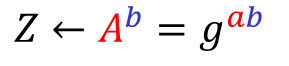 Z ← A^b = g^{ab}